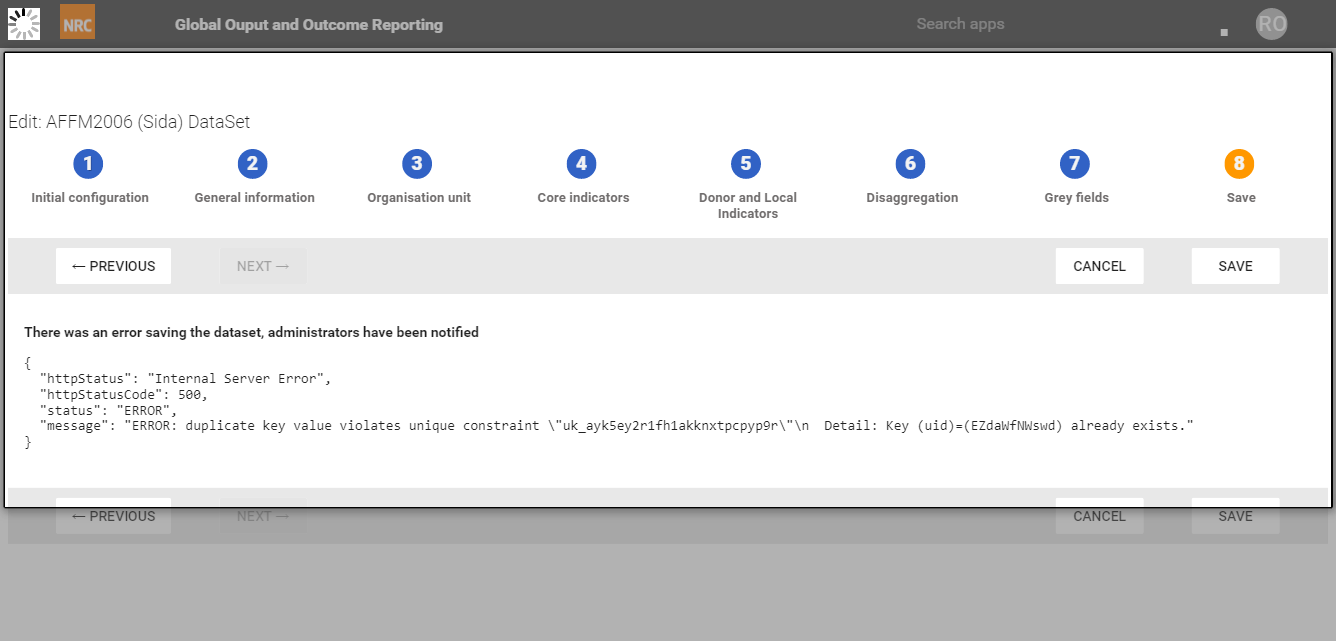 NRC
Global Ouput and Outcome Reporting
Search apps
RO
Edit: AFFM2006 (Sida) DataSet
1
2
3
4
5
6
7
8
Initial configuration
General information
Organisation unit
Core indicators
Donor and Local
Indicators
Disaggregation
Grey fields
Save
← PREVIOUS
NEXT →
CANCEL
SAVE
There was an error saving the dataset, administrators have been notified
{
"httpStatus": "Internal Server Error",
"httpStatusCode": 500,
"status": "ERROR",
"message": "ERROR: duplicate key value violates unique constraint \"uk_ayk5ey2r1fh1akknxtpcpyp9r\"\n  Detail: Key (uid)=(EZdaWfNWswd) already exists."
}
← PREVIOUS
NEXT →
CANCEL
SAVE